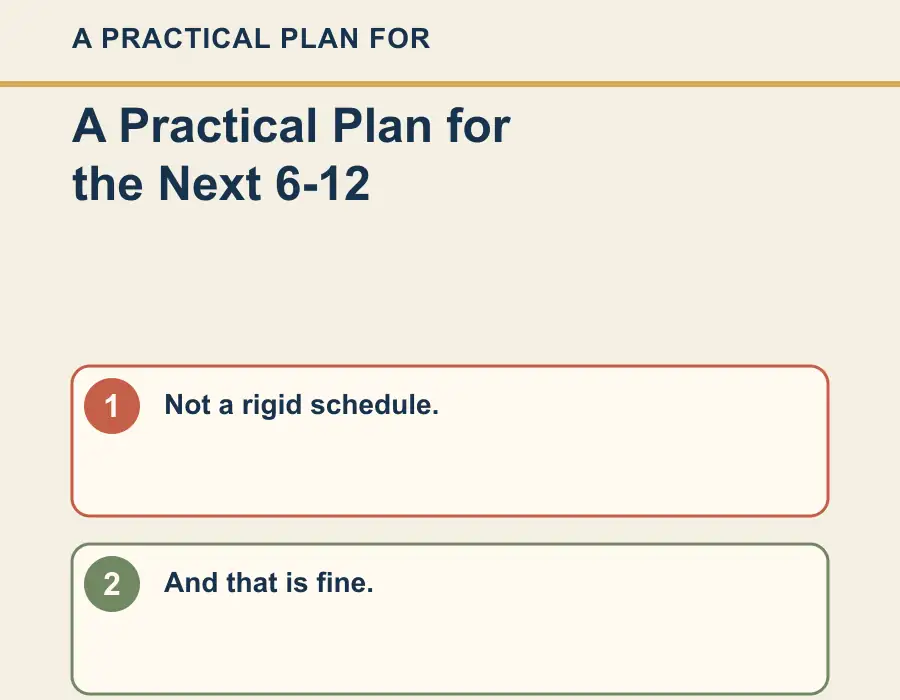 A PRACTICAL PLAN FOR
A Practical Plan for
the Next 6-12
1 Not a rigid schedule.
2 And that is fine.